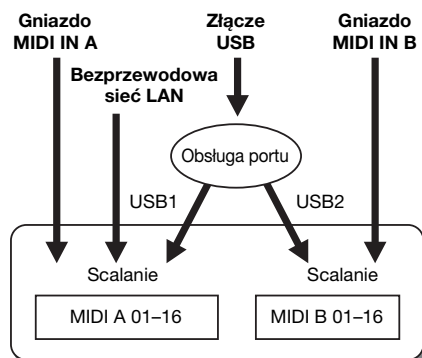 Gniazdo
MIDI IN A
Złącze
USB
Gniazdo
MIDI IN B
Bezprzewodowa
sieć LAN
Obsługa portu
USB1
USB2
Scalanie
Scalanie
MIDI A 01–16
MIDI B 01–16